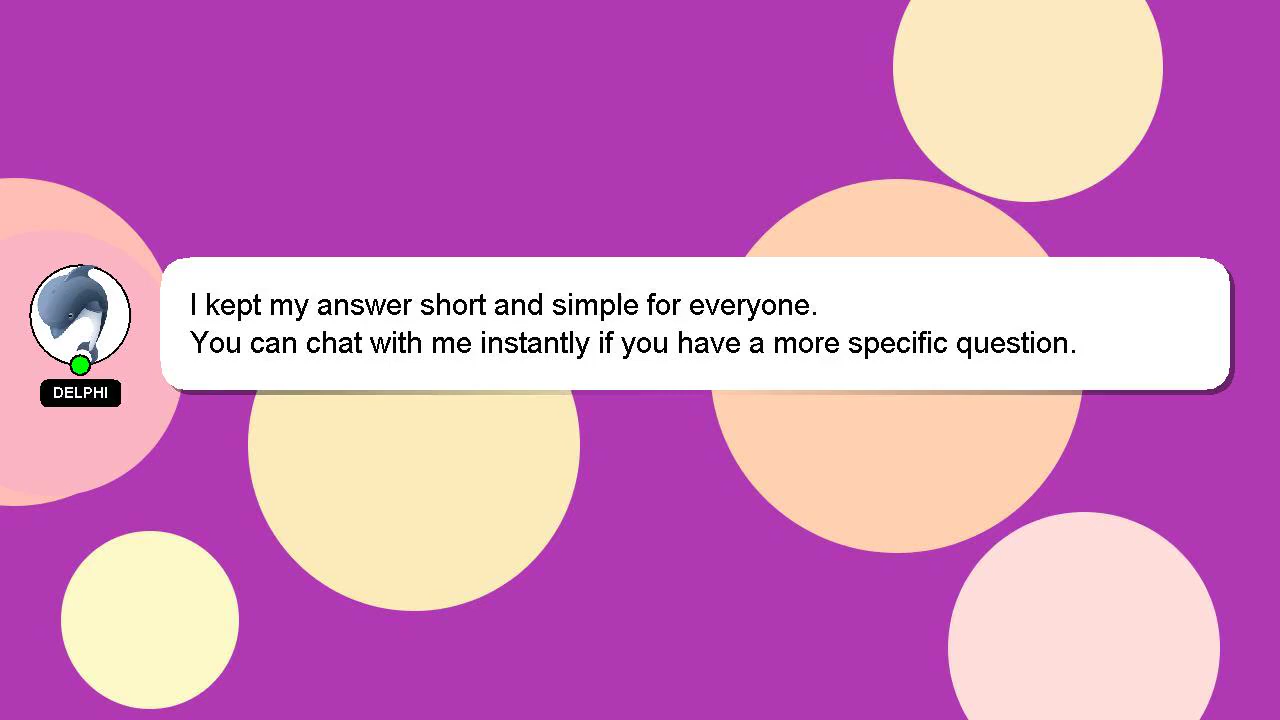 I kept my answer short and simple for everyone.
You can chat with me instantly if you have a more specific question.
DELPHI